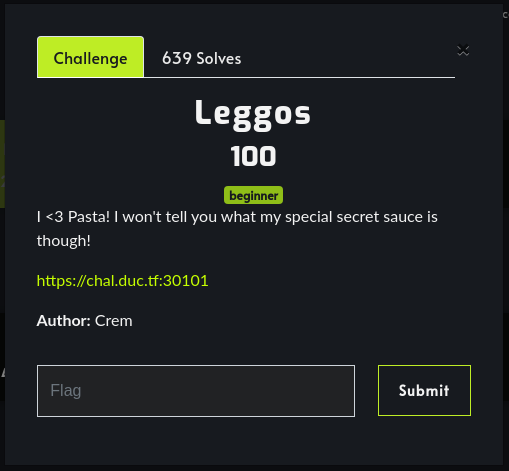 Challenge
639 Solves
×
Leggos
100
beginner
I <3 Pasta! I won't tell you what my special secret sauce is
though!
https://chal.duc.tf:30101
Author: Crem
Flag
Submit